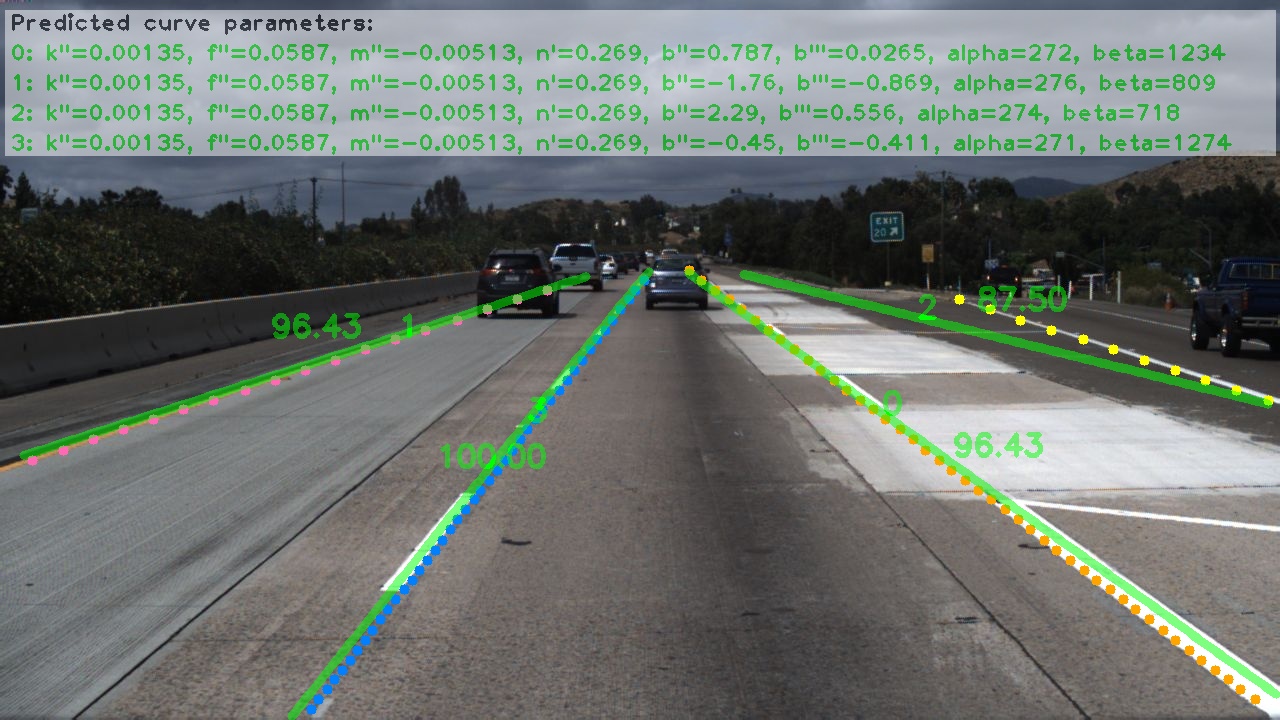 Predicted curve parameters:
0: k''=0.00135, f''=0.0587, m''=−0.00513, n'=0.269, b''=0.787, b'''=0.0265, alpha=272, beta=1234
1: k''=0.00135, f''=0.0587, m''=−0.00513, n'=0.269, b''=−1.76, b'''=−0.869, alpha=276, beta=809
2: k''=0.00135, f''=0.0587, m''=−0.00513, n'=0.269, b''=2.29, b'''=0.556, alpha=274, beta=718
3: k''=0.00135, f''=0.0587, m''=−0.00513, n'=0.269, b''=−0.45, b'''=−0.411, alpha=271, beta=1274
EXIT
20
2 87.50
96.43 1
3
0
100.00
96.43